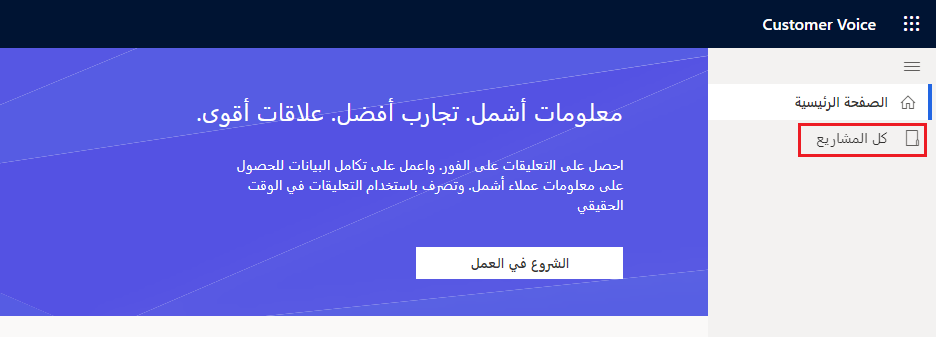 Customer Voice
الصفحة الرئيسية
كل المشاريع
معلومات أشمل. تجارب أفضل. علاقات أقوى.
احصل على التعليقات على الفور. واعمل على تكامل البيانات للحصول
على معلومات عملاء أشمل. وتصرف باستخدام التعليقات في الوقت
الحقيقي
الشروع في العمل